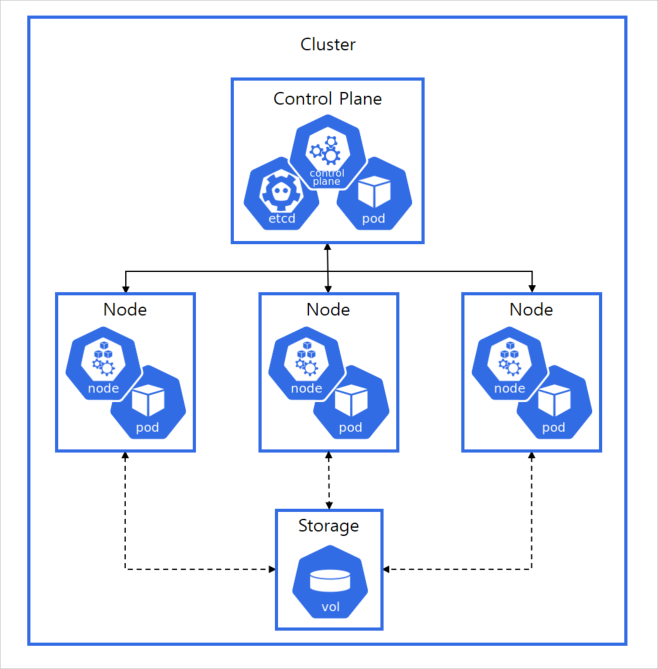 Cluster
Control Plane
control
plane
etcd
pod
Node
node
pod
Node
node
pod
Node
node
pod
Storage
vol